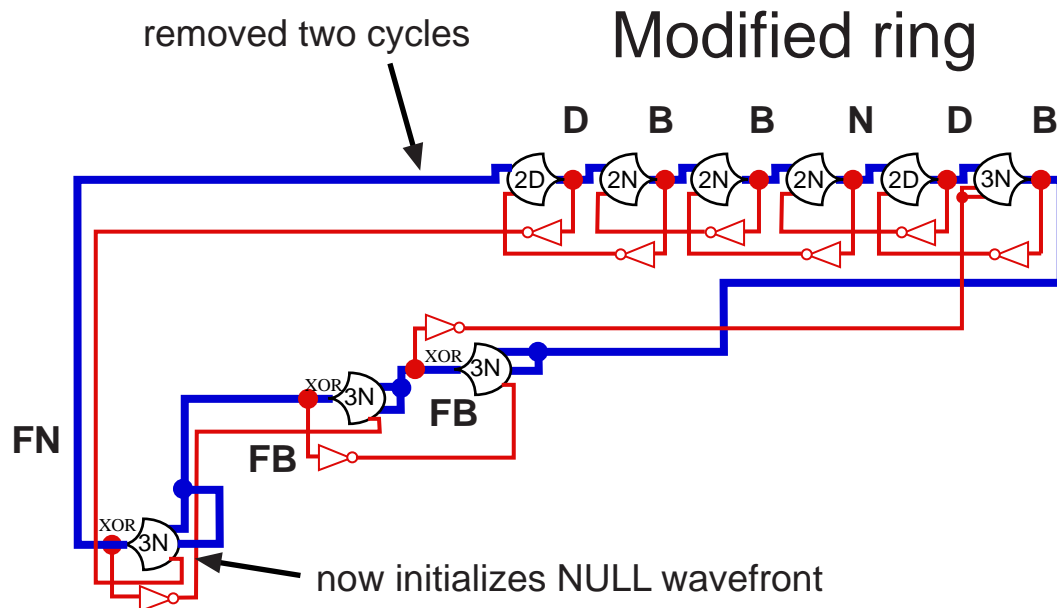 Modified ring
removed two cycles
D B B N D B
2D 2N 2N 2N 2D 3N
XOR 3N
XOR 3N
FB
FN
FB
XOR 3N
now initializes NULL wavefront